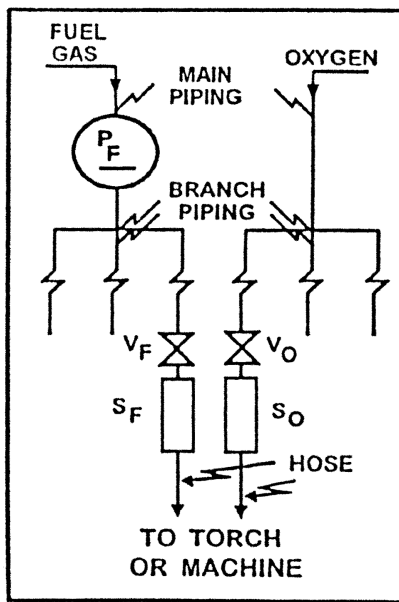 FUEL
GAS
OXYGEN
MAIN
PIPING
PF
BRANCH
PIPING
VF
VO
SF
SO
HOSE
TO TORCH
OR MACHINE